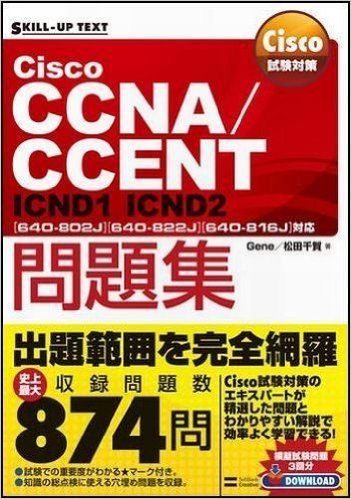 SKILL-UP TEXT
Cisco
試験対策
Cisco
CCNA/
CCENT
ICND1 ICND2
[640-802J][640-822J][640-816J]対応
Gene/松田千賀 著
問題集
出題範囲を完全網羅
史上
最大
収録問題数
874問
●試験での重要度がわかる★マーク付き。
●知識の総点検に使える穴埋め問題を収録。
Cisco試験対策の
エキスパートが
精選した問題と
わかりやすい解説で
効率よく学習できる!
模擬試験問題
3回分
DOWNLOAD
SoftBank
Creative